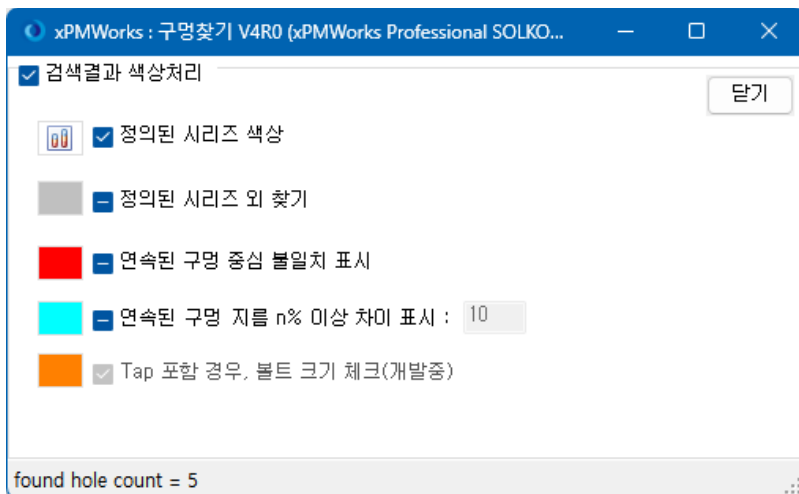 xPMWorks : 구멍찾기 V4R0 (xPMWorks Professional SOLKO...
검색결과 색상처리
닫기
정의된 시리즈 색상
정의된 시리즈 외 찾기
연속된 구멍 중심 불일치 표시
연속된 구멍 지름 n% 이상 차이 표시 : 10
Tap 포함 경우, 볼트 크기 체크(개발중)
found hole count = 5